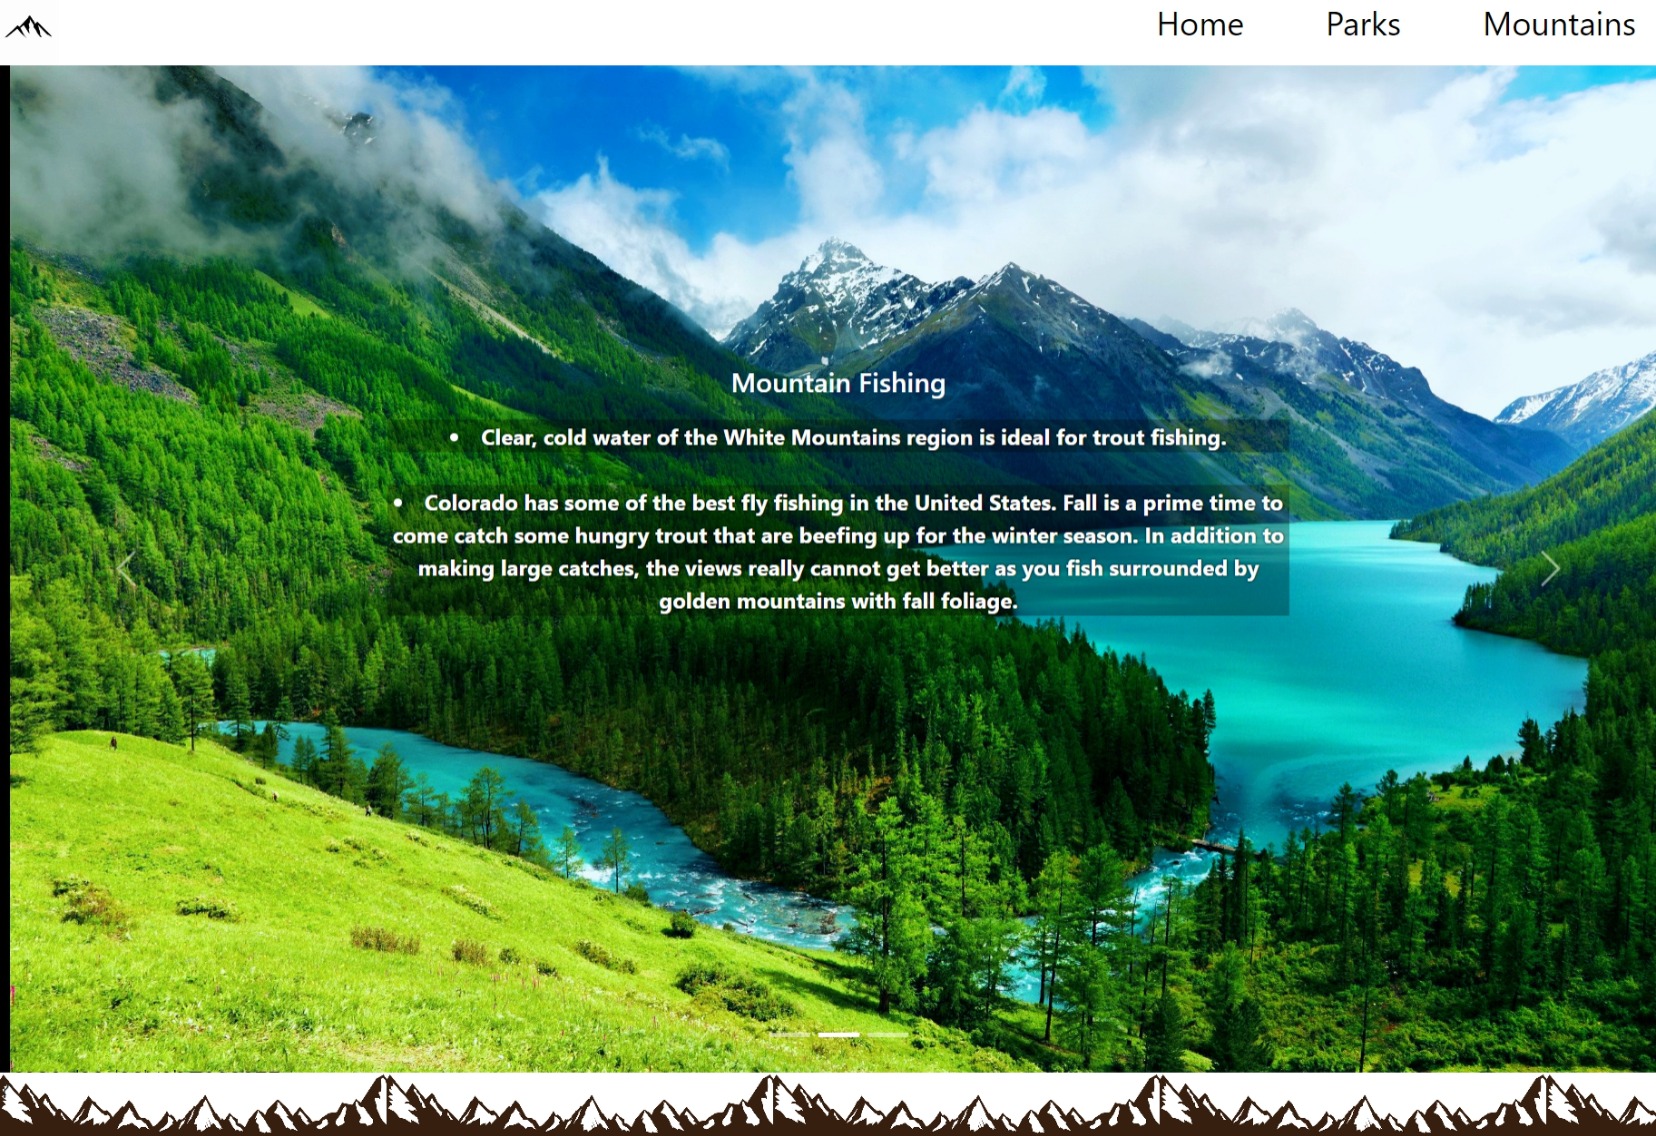 Home Parks Mountains
Mountain Fishing
• Clear, cold water of the White Mountains region is ideal for trout fishing.
• Colorado has some of the best fly fishing in the United States. Fall is a prime time to
come catch some hungry trout that are beefing up for the winter season. In addition to
making large catches, the views really cannot get better as you fish surrounded by
golden mountains with fall foliage.